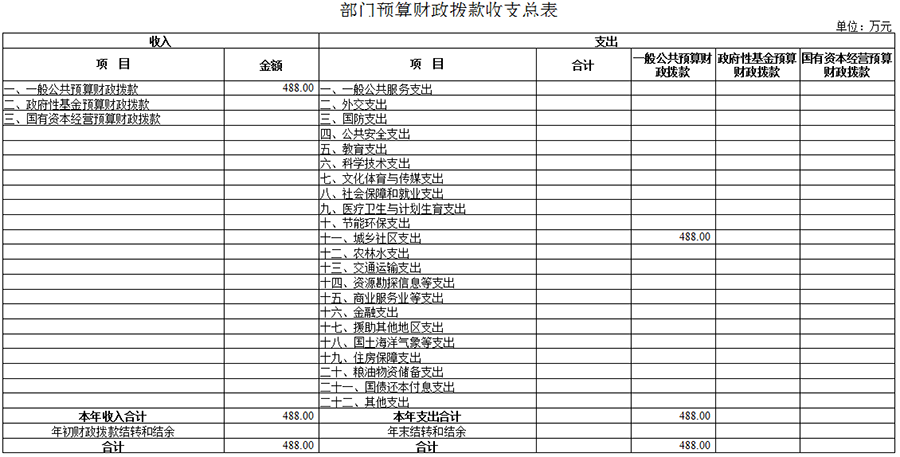 部门预算财政拨款收支总表
单位：万元
收入 支出
项 目 金额 项 目 合计 一般公共预算财政拨款 政府性基金预算财政拨款 国有资本经营预算财政拨款
一、一般公共预算财政拨款 488.00 一、一般公共服务支出
二、政府性基金预算财政拨款 二、外交支出
三、国有资本经营预算财政拨款 三、国防支出
四、公共安全支出
五、教育支出
六、科学技术支出
七、文化体育与传媒支出
八、社会保障和就业支出
九、医疗卫生与计划生育支出
十、节能环保支出
十一、城乡社区支出 488.00
十二、农林水支出
十三、交通运输支出
十四、资源勘探信息等支出
十五、商业服务业等支出
十六、金融支出
十七、援助其他地区支出
十八、国土海洋气象等支出
十九、住房保障支出
二十、粮油物资储备支出
二十一、国债还本付息支出
二十二、其他支出
本年收入合计 488.00 本年支出合计 488.00
年初财政拨款结转和结余 年末结转和结余
合计 488.00 合计 488.00